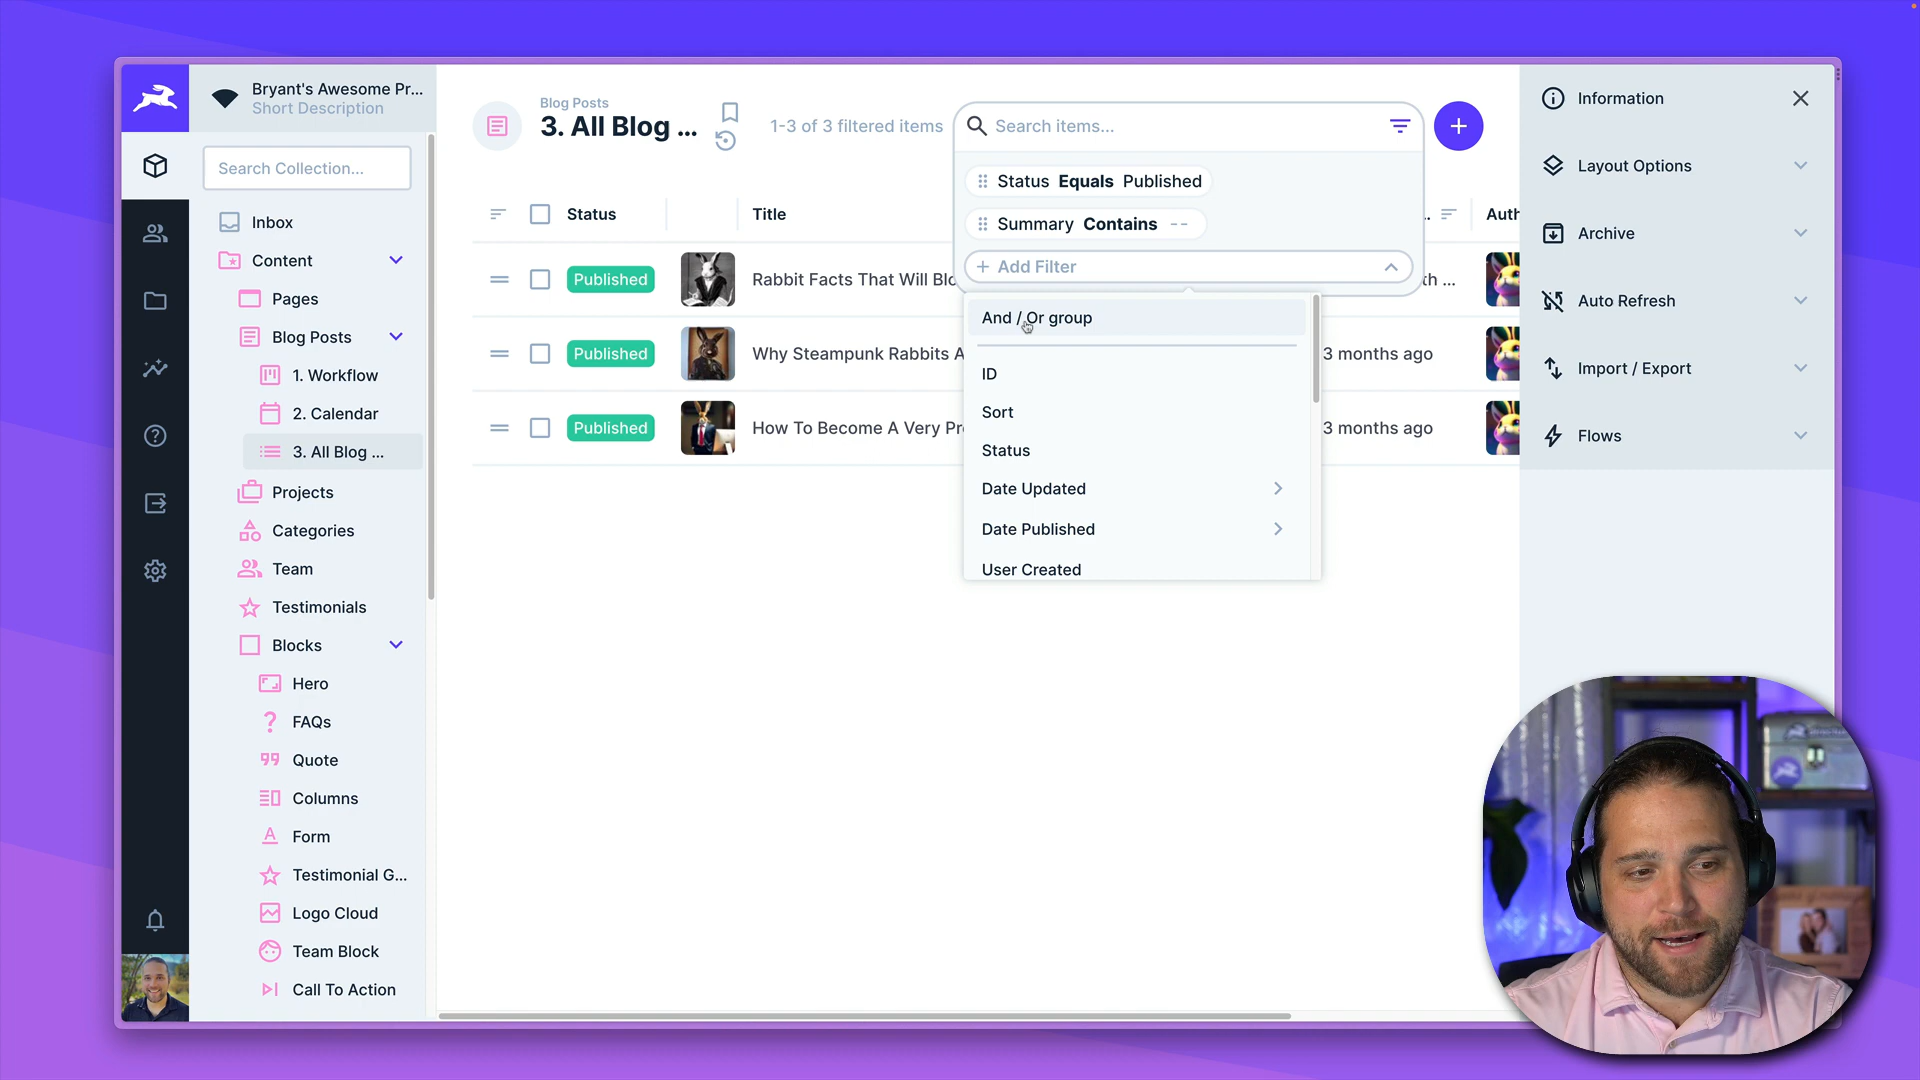 Bryant's Awesome Pr...
Short Description
Search Collection...
Inbox
Content
Pages
Blog Posts
1. Workflow
2. Calendar
3. All Blog ...
Projects
Categories
Team
Testimonials
Blocks
Hero
FAQs
Quote
Columns
Form
Testimonial G...
Logo Cloud
Team Block
Call To Action
Blog Posts
3. All Blog ...
1-3 of 3 filtered items
Search items...
Status Equals Published
Summary Contains --
Add Filter
And / Or group
ID
Sort
Status
Date Updated
Date Published
User Created
Status
Title
Auth
Published
Rabbit Facts That Will Blo
th ...
Published
Why Steampunk Rabbits A
3 months ago
Published
How To Become A Very Pr
3 months ago
Information
Layout Options
Archive
Auto Refresh
Import / Export
Flows